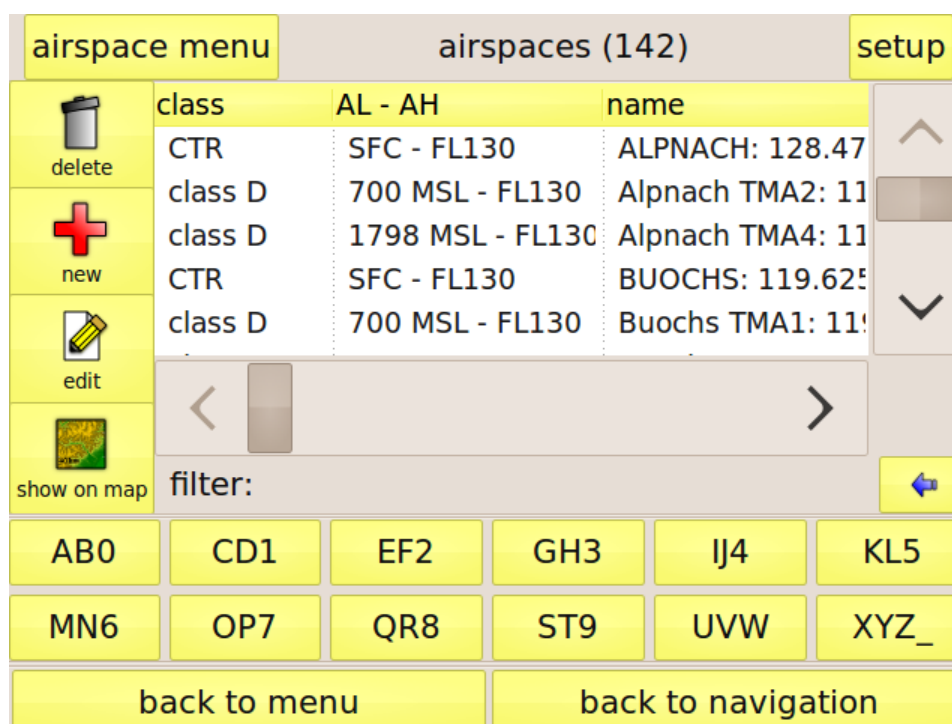 airspace menu airspaces (142) setup
class AL - AH name
CTR SFC - FL130 ALPNACH: 128.47
class D 700 MSL - FL130 Alpnach TMA2: 11
class D 1798 MSL - FL130 Alpnach TMA4: 11
CTR SFC - FL130 BUOCHS: 119.625
class D 700 MSL - FL130 Buochs TMA1: 11
delete
new
edit
show on map
filter:
AB0 CD1 EF2 GH3 IJ4 KL5
MN6 OP7 QR8 ST9 UVW XYZ_
back to menu back to navigation